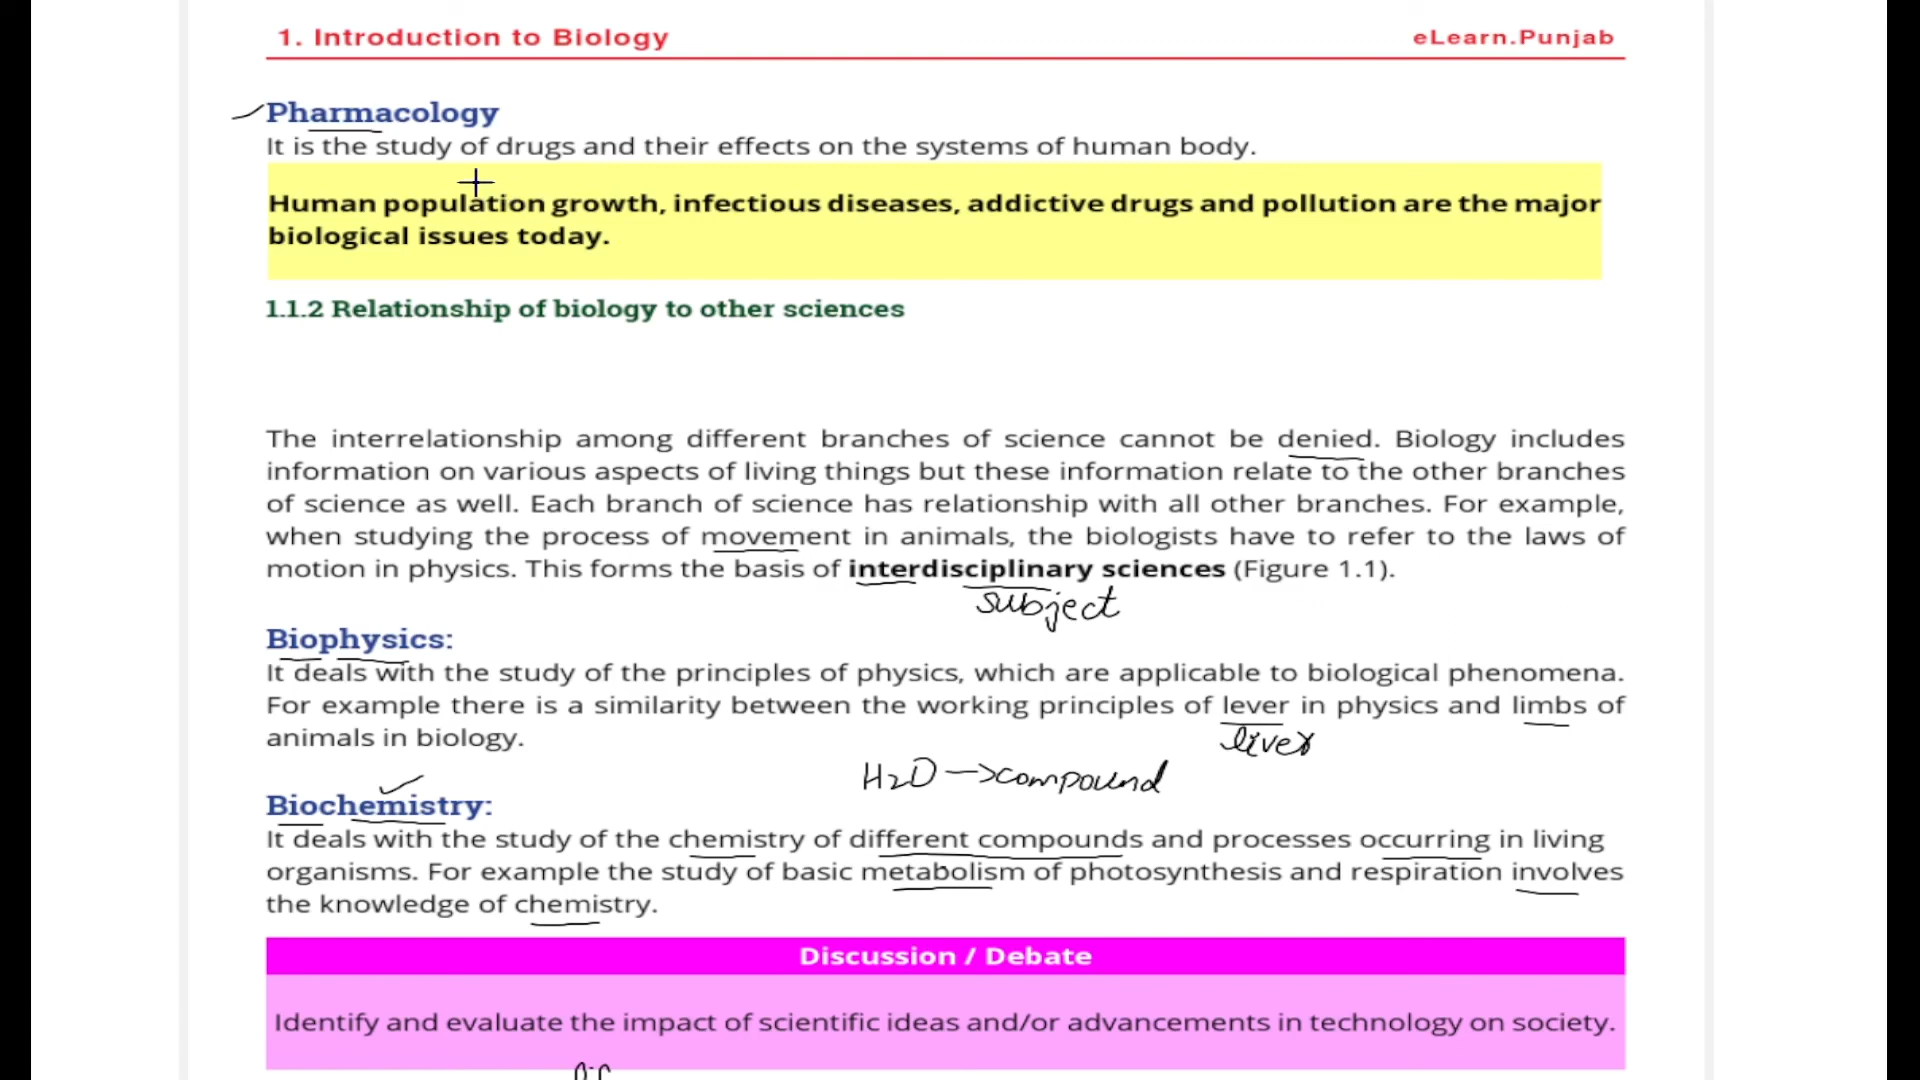 1. Introduction to Biology eLearn.Punjab
Pharmacology
It is the study of drugs and their effects on the systems of human body.
Human population growth, infectious diseases, addictive drugs and pollution are the major
biological issues today.
1.1.2 Relationship of biology to other sciences
The interrelationship among different branches of science cannot be denied. Biology includes
information on various aspects of living things but these information relate to the other branches
of science as well. Each branch of science has relationship with all other branches. For example,
when studying the process of movement in animals, the biologists have to refer to the laws of
motion in physics. This forms the basis of interdisciplinary sciences (Figure 1.1).
subject
Biophysics:
It deals with the study of the principles of physics, which are applicable to biological phenomena.
For example there is a similarity between the working principles of lever in physics and limbs of
animals in biology.
liver
H2O → compound
Biochemistry:
It deals with the study of the chemistry of different compounds and processes occurring in living
organisms. For example the study of basic metabolism of photosynthesis and respiration involves
the knowledge of chemistry.
Discussion / Debate
Identify and evaluate the impact of scientific ideas and/or advancements in technology on society.